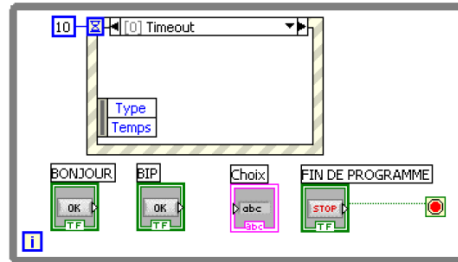 10 [0] Timeout
Type
Temps
BONJOUR BIP Choix FIN DE PROGRAMME
OK OK abc STOP
TF TF abc TF
i